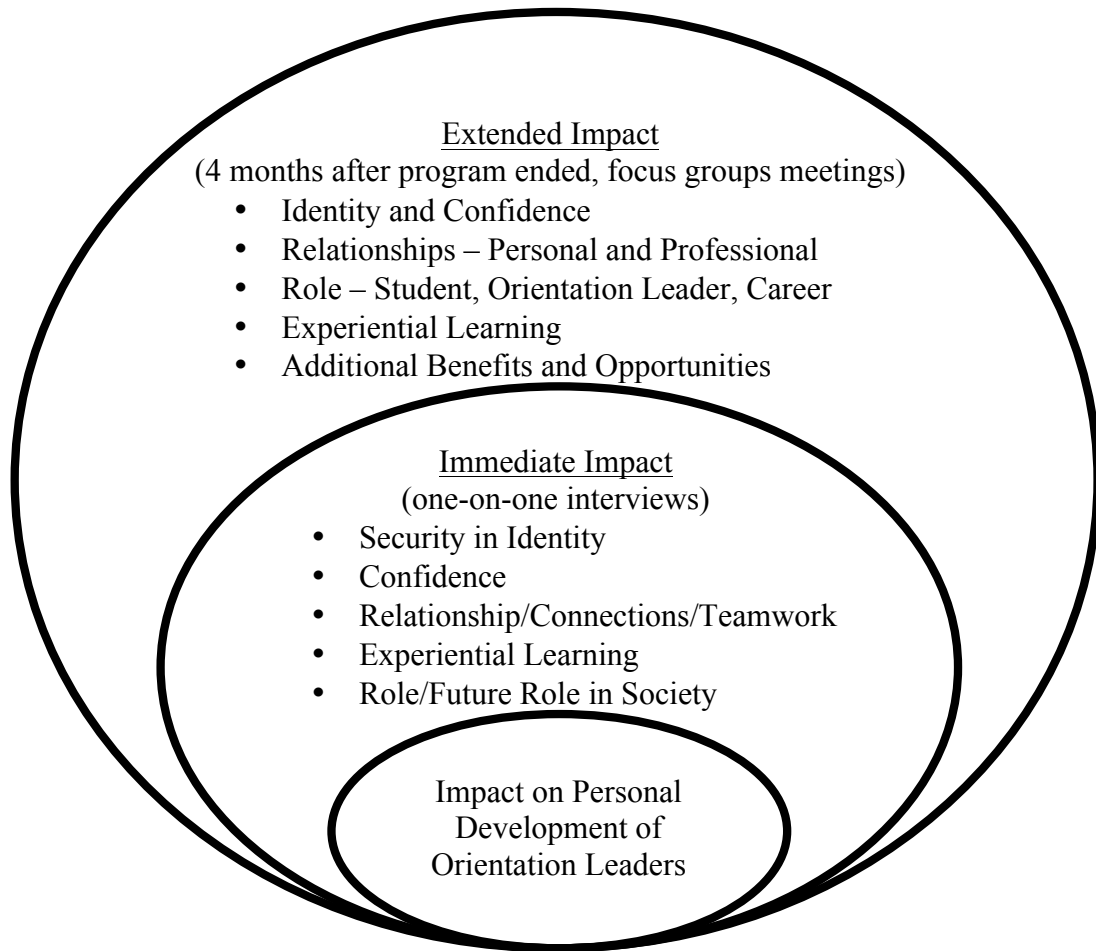 Extended Impact
(4 months after program ended, focus groups meetings)
• Identity and Confidence
• Relationships – Personal and Professional
• Role – Student, Orientation Leader, Career
• Experiential Learning
• Additional Benefits and Opportunities
Immediate Impact
(one-on-one interviews)
• Security in Identity
• Confidence
• Relationship/Connections/Teamwork
• Experiential Learning
• Role/Future Role in Society
Impact on Personal
Development of
Orientation Leaders